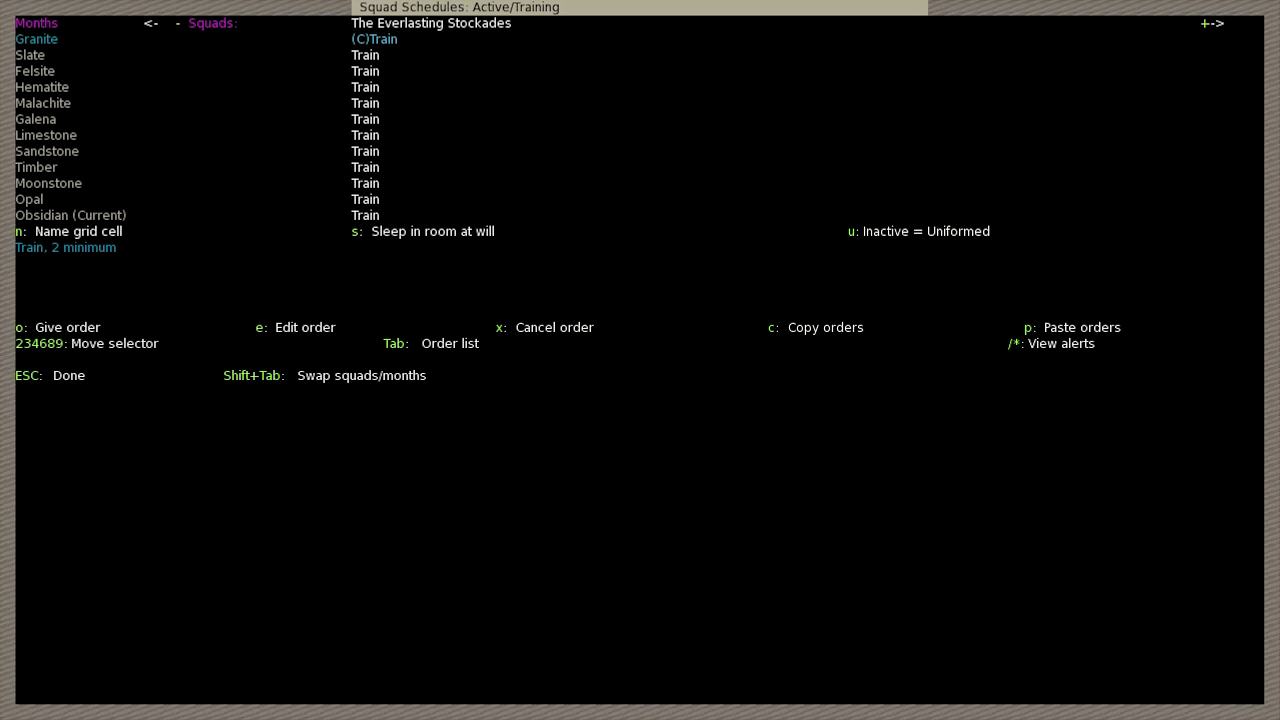 Squad Schedules: Active/Training
Months <- - Squads: The Everlasting Stockades +->
Granite (C)Train
Slate Train
Felsite Train
Hematite Train
Malachite Train
Galena Train
Limestone Train
Sandstone Train
Timber Train
Moonstone Train
Opal Train
Obsidian (Current) Train
n: Name grid cell s: Sleep in room at will u: Inactive = Uniformed
Train, 2 minimum
o: Give order e: Edit order x: Cancel order c: Copy orders p: Paste orders
234689: Move selector Tab: Order list /*: View alerts
ESC: Done Shift+Tab: Swap squads/months